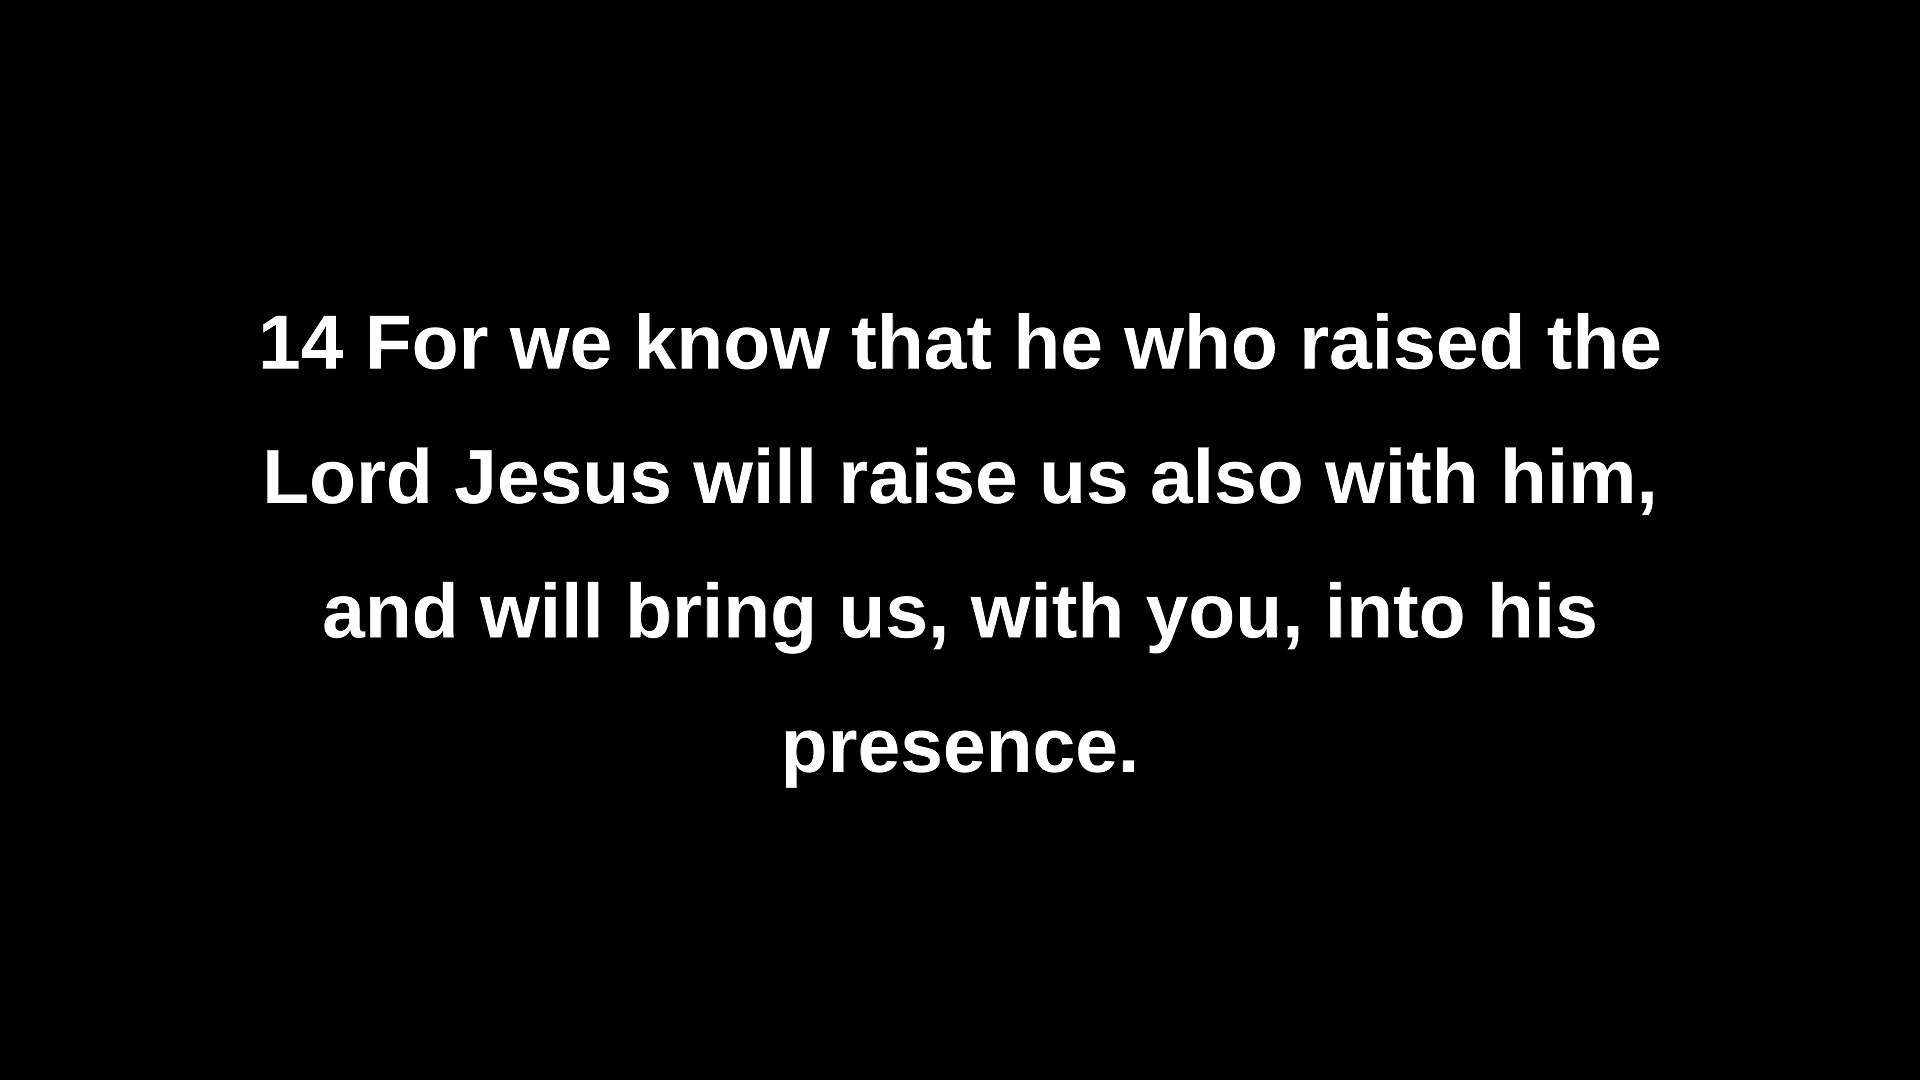 14 For we know that he who raised the
Lord Jesus will raise us also with him,
and will bring us, with you, into his
presence.